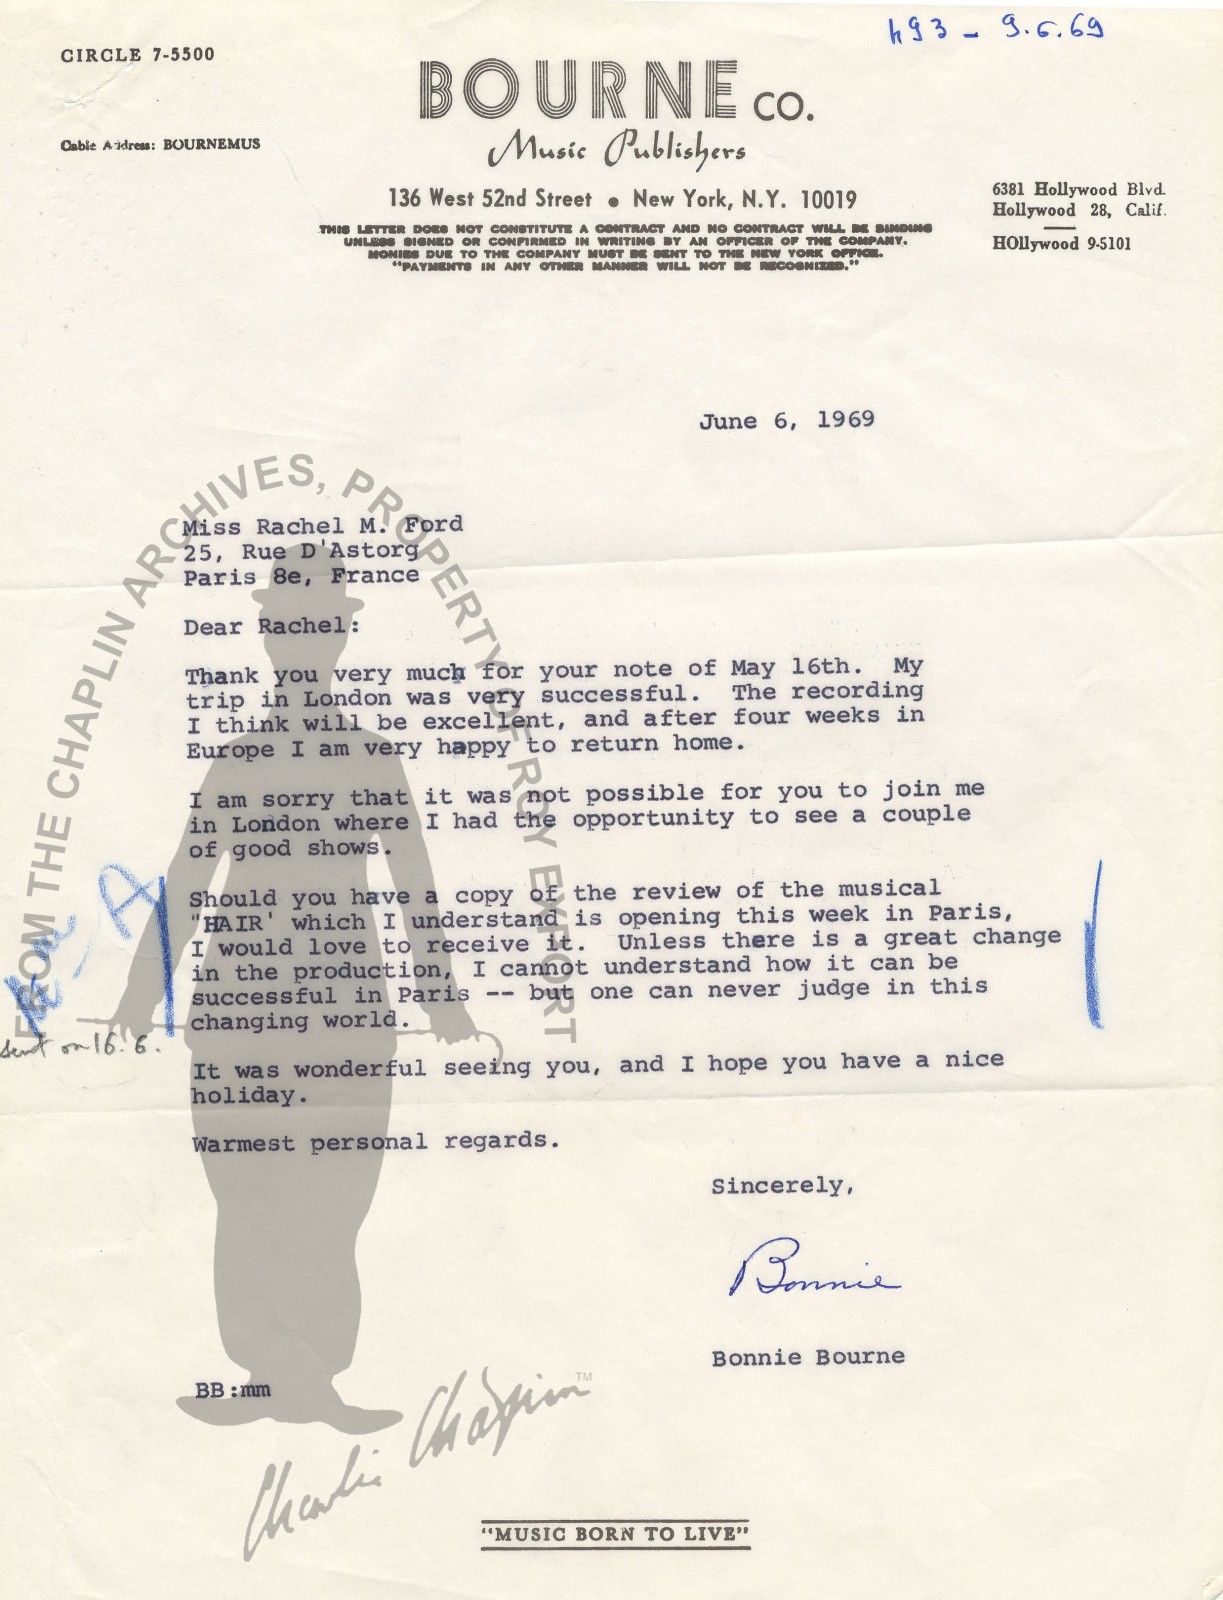 h93 - 9.6.69
CIRCLE 7-5500
BOURNE CO.
Music Publishers
Cable Address: BOURNEMUS
136 West 52nd Street • New York, N.Y. 10019
6381 Hollywood Blvd.
Hollywood 28, Calif.
HOllywood 9-5101
THIS LETTER DOES NOT CONSTITUTE A CONTRACT AND NO CONTRACT WILL BE BINDING
UNLESS SIGNED OR CONFIRMED IN WRITING BY AN OFFICER OF THE COMPANY.
MONIES DUE TO THE COMPANY MUST BE SENT TO THE NEW YORK OFFICE.
"PAYMENTS IN ANY OTHER MANNER WILL NOT BE RECOGNIZED."
June 6, 1969
FROM THE CHAPLIN ARCHIVES, PROPERTY OF ROY EXPORT
Miss Rachel M. Ford
25, Rue D'Astorg
Paris 8e, France
Dear Rachel:
Thank you very much for your note of May 16th. My
trip in London was very successful. The recording
I think will be excellent, and after four weeks in
Europe I am very happy to return home.
I am sorry that it was not possible for you to join me
in London where I had the opportunity to see a couple
of good shows.
Should you have a copy of the review of the musical
"HAIR' which I understand is opening this week in Paris,
I would love to receive it. Unless there is a great change
in the production, I cannot understand how it can be
successful in Paris -- but one can never judge in this
changing world.
sent on 16.6.
It was wonderful seeing you, and I hope you have a nice
holiday.
Warmest personal regards.
Sincerely,
Bonnie
Bonnie Bourne
BB:mm
Charlie Chaplin TM
"MUSIC BORN TO LIVE"